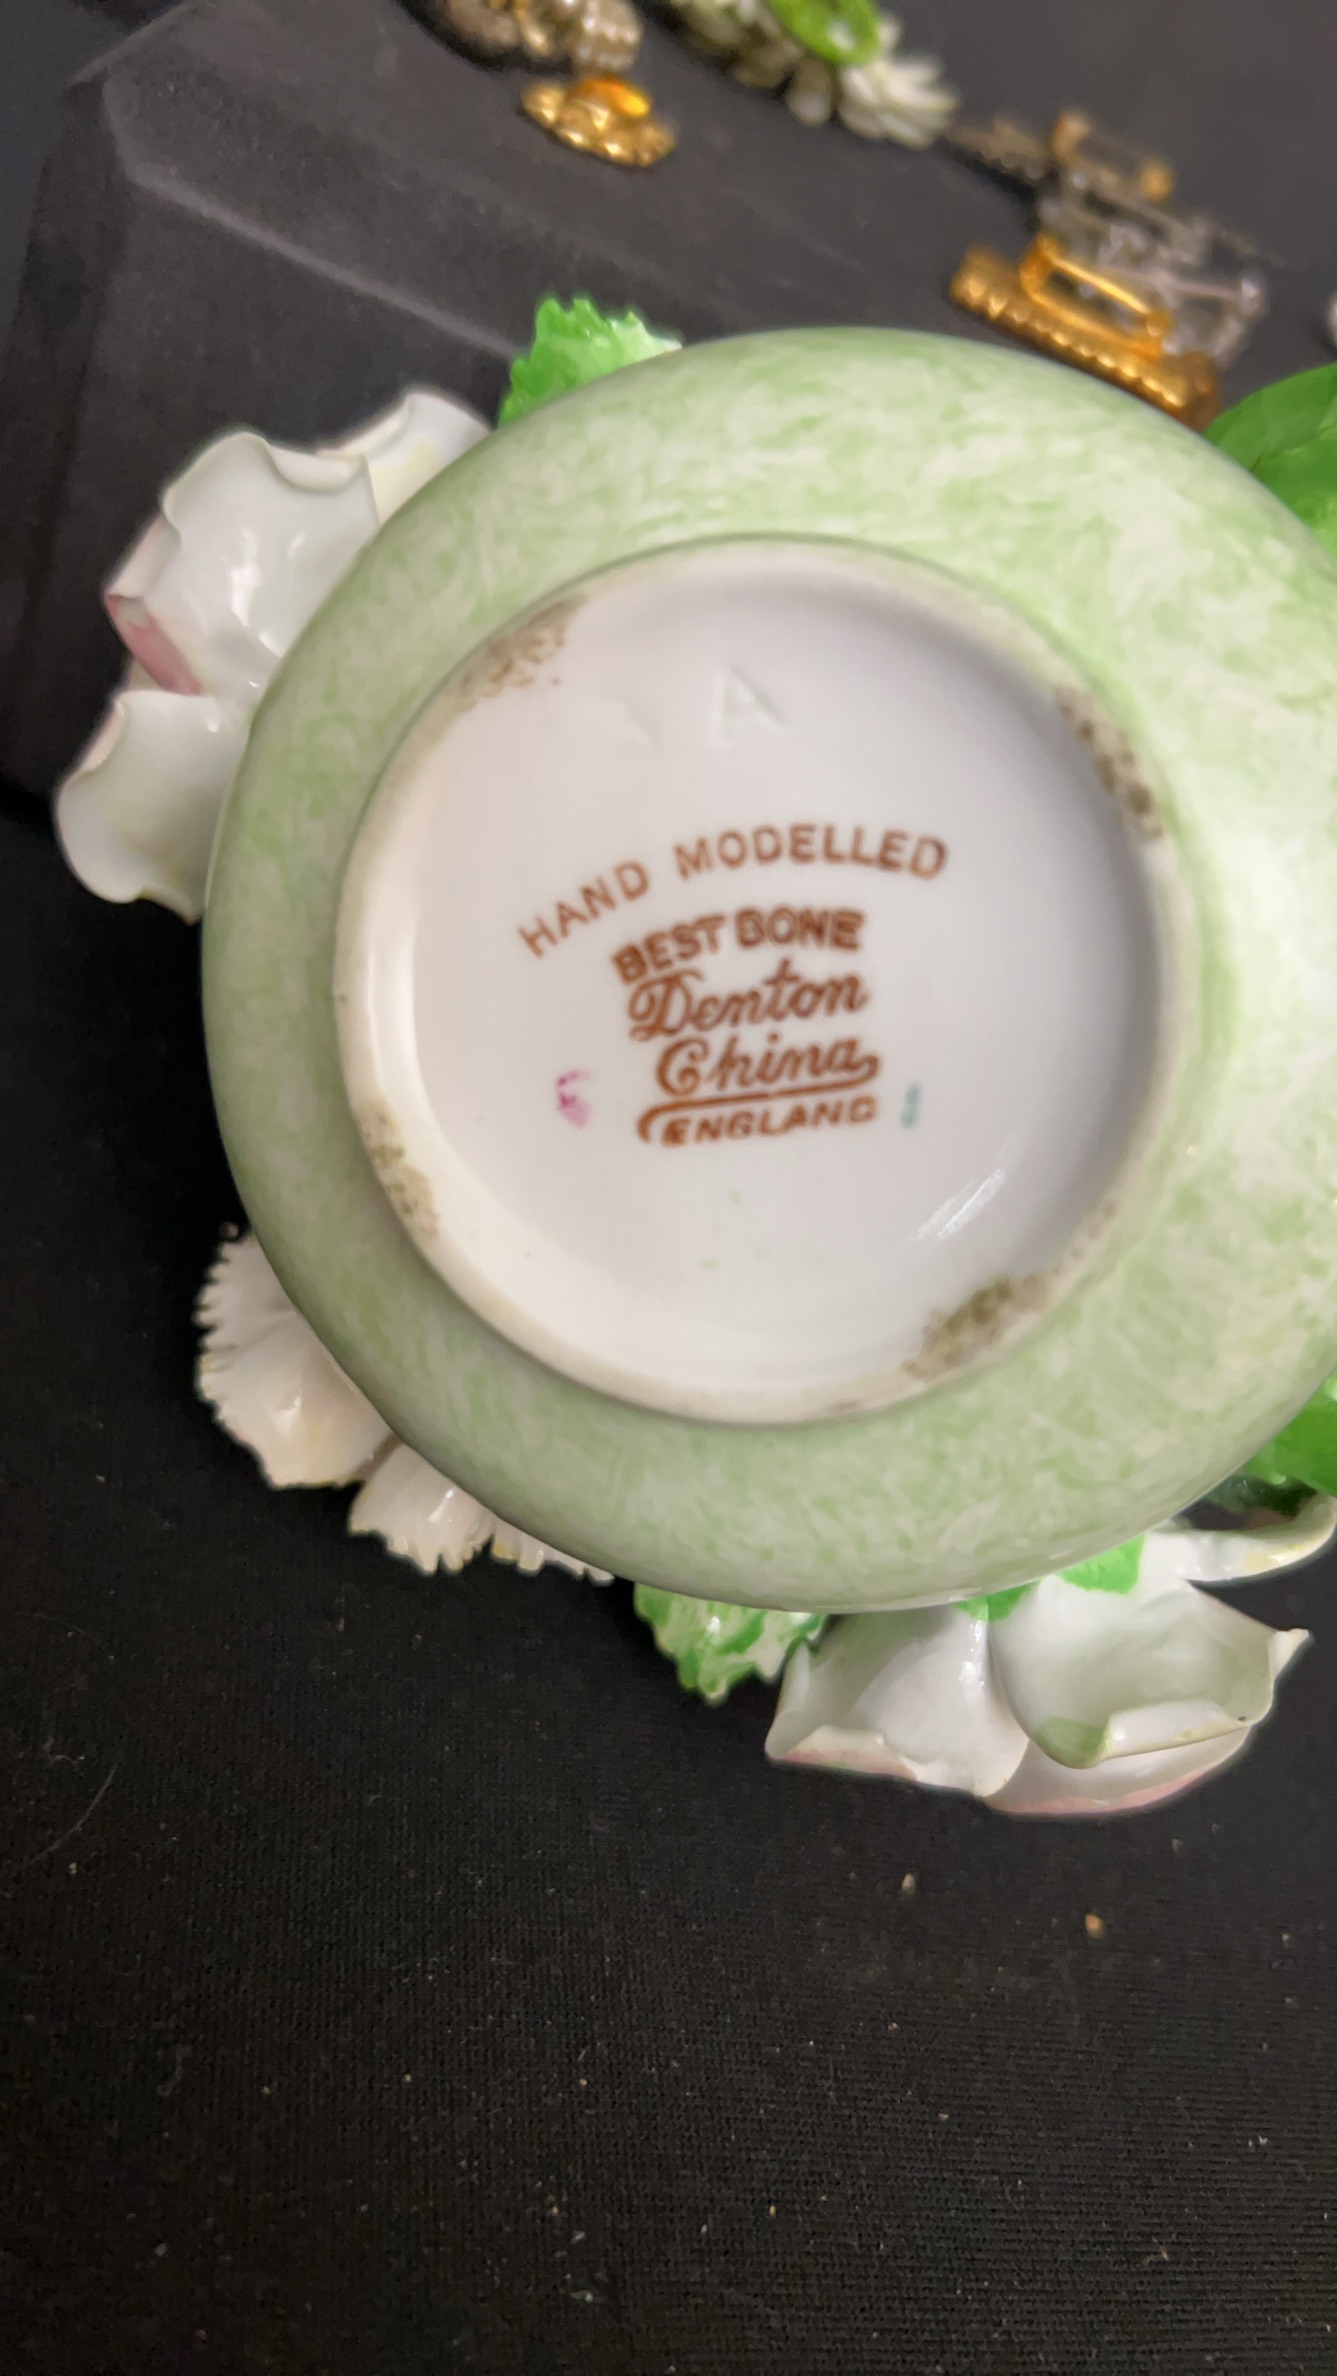 A
HAND MODELLED
BEST BONE
Denton
China
ENGLAND